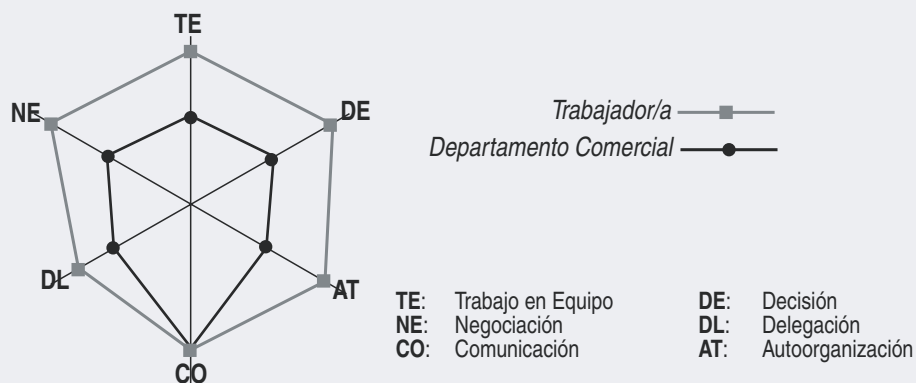 TE
NE
DE
Trabajador/a
Departamento Comercial
DL
AT
CO
TE: Trabajo en Equipo
DE: Decisión
NE: Negociación
DL: Delegación
CO: Comunicación
AT: Autoorganización